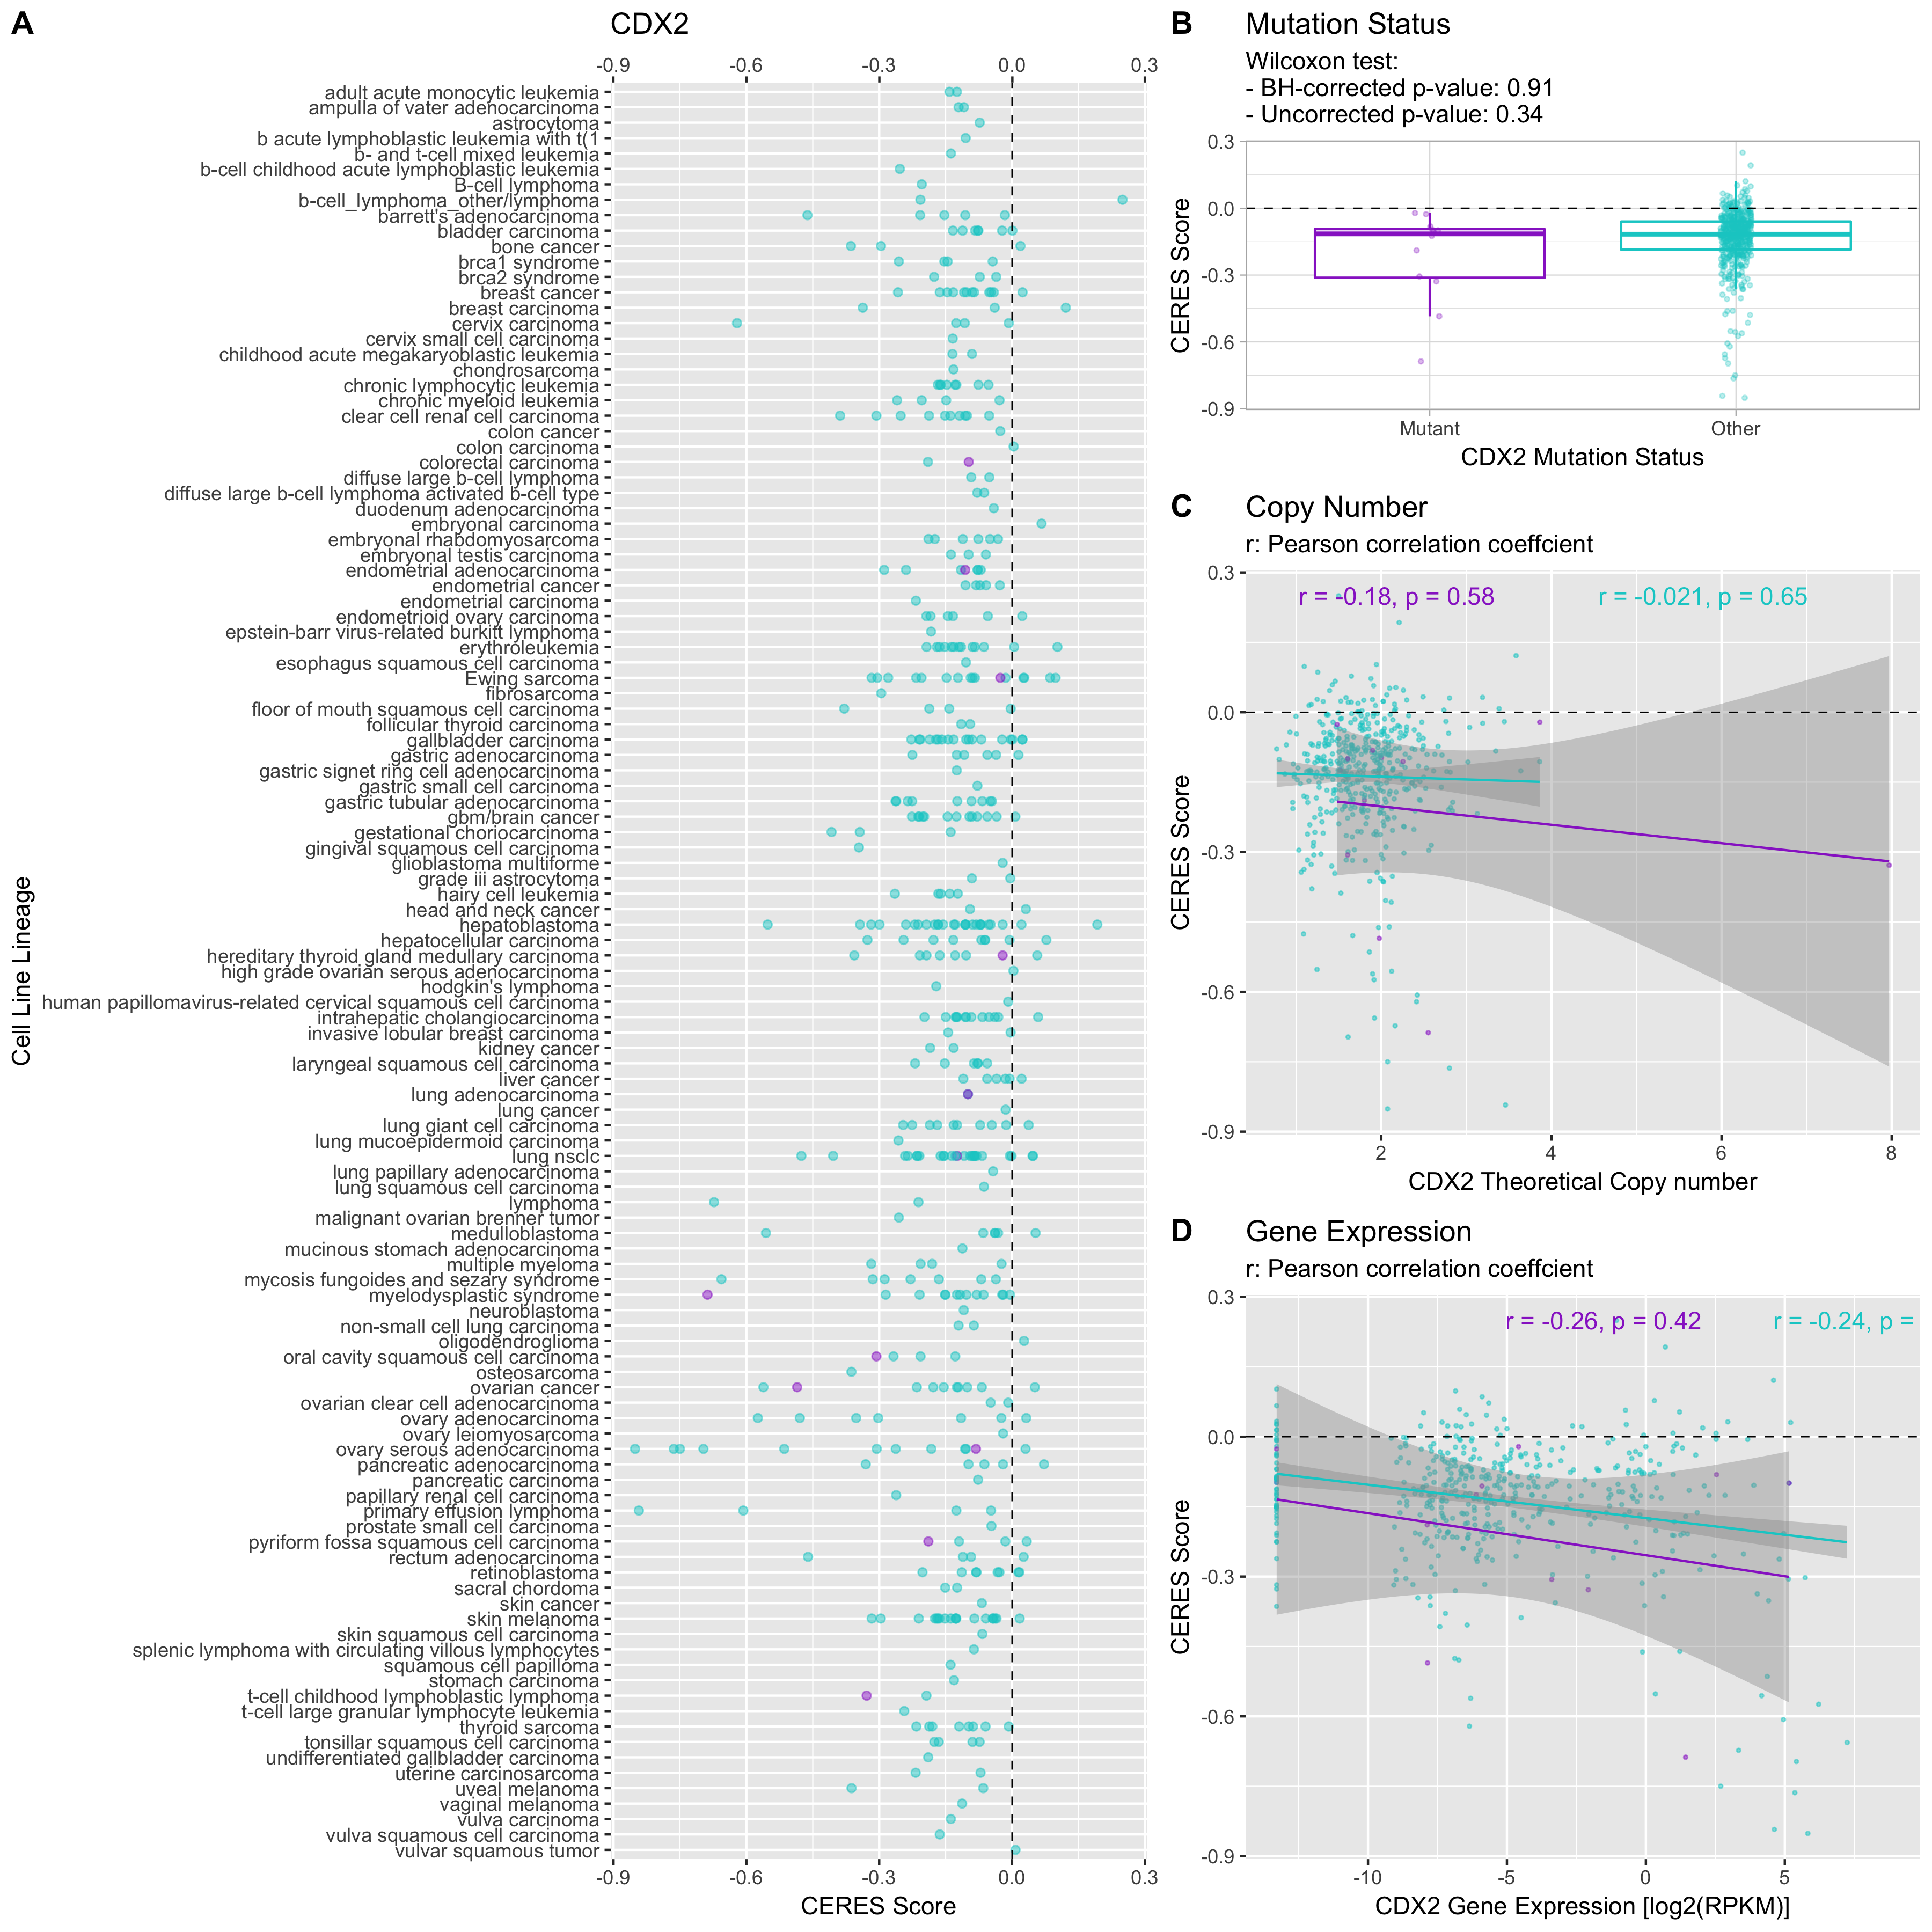 A
CDX2
-0.9 -0.6 -0.3 0.0 0.3
Cell Line Lineage
adult acute monocytic leukemia
ampulla of vater adenocarcinoma
astrocytoma
b acute lymphoblastic leukemia with t(1
b- and t-cell mixed leukemia
b-cell childhood acute lymphoblastic leukemia
B-cell lymphoma
b-cell_lymphoma_other/lymphoma
barrett's adenocarcinoma
bladder carcinoma
bone cancer
brca1 syndrome
brca2 syndrome
breast cancer
breast carcinoma
cervix carcinoma
cervix small cell carcinoma
childhood acute megakaryoblastic leukemia
chondrosarcoma
chronic lymphocytic leukemia
chronic myeloid leukemia
clear cell renal cell carcinoma
colon cancer
colon carcinoma
colorectal carcinoma
diffuse large b-cell lymphoma
diffuse large b-cell lymphoma activated b-cell type
duodenum adenocarcinoma
embryonal carcinoma
embryonal rhabdomyosarcoma
embryonal testis carcinoma
endometrial adenocarcinoma
endometrial cancer
endometrial carcinoma
endometrioid ovary carcinoma
epstein-barr virus-related burkitt lymphoma
erythroleukemia
esophagus squamous cell carcinoma
Ewing sarcoma
fibrosarcoma
floor of mouth squamous cell carcinoma
follicular thyroid carcinoma
gallbladder carcinoma
gastric adenocarcinoma
gastric signet ring cell adenocarcinoma
gastric small cell carcinoma
gastric tubular adenocarcinoma
gbm/brain cancer
gestational choriocarcinoma
gingival squamous cell carcinoma
glioblastoma multiforme
grade iii astrocytoma
hairy cell leukemia
head and neck cancer
hepatoblastoma
hepatocellular carcinoma
hereditary thyroid gland medullary carcinoma
high grade ovarian serous adenocarcinoma
hodgkin's lymphoma
human papillomavirus-related cervical squamous cell carcinoma
intrahepatic cholangiocarcinoma
invasive lobular breast carcinoma
kidney cancer
laryngeal squamous cell carcinoma
liver cancer
lung adenocarcinoma
lung cancer
lung giant cell carcinoma
lung mucoepidermoid carcinoma
lung nsclc
lung papillary adenocarcinoma
lung squamous cell carcinoma
lymphoma
malignant ovarian brenner tumor
medulloblastoma
mucinous stomach adenocarcinoma
multiple myeloma
mycosis fungoides and sezary syndrome
myelodysplastic syndrome
neuroblastoma
non-small cell lung carcinoma
oligodendroglioma
oral cavity squamous cell carcinoma
osteosarcoma
ovarian cancer
ovarian clear cell adenocarcinoma
ovary adenocarcinoma
ovary leiomyosarcoma
ovary serous adenocarcinoma
pancreatic adenocarcinoma
pancreatic carcinoma
papillary renal cell carcinoma
primary effusion lymphoma
prostate small cell carcinoma
pyriform fossa squamous cell carcinoma
rectum adenocarcinoma
retinoblastoma
sacral chordoma
skin cancer
skin melanoma
skin squamous cell carcinoma
splenic lymphoma with circulating villous lymphocytes
squamous cell papilloma
stomach carcinoma
t-cell childhood lymphoblastic lymphoma
t-cell large granular lymphocyte leukemia
thyroid sarcoma
tonsillar squamous cell carcinoma
undifferentiated gallbladder carcinoma
uterine carcinosarcoma
uveal melanoma
vaginal melanoma
vulva carcinoma
vulva squamous cell carcinoma
vulvar squamous tumor
-0.9 -0.6 -0.3 0.0 0.3
CERES Score
B
Mutation Status
Wilcoxon test:
- BH-corrected p-value: 0.91
- Uncorrected p-value: 0.34
CERES Score
0.3
0.0
-0.3
-0.6
-0.9
Mutant Other
CDX2 Mutation Status
C
Copy Number
r: Pearson correlation coeffcient
r = -0.18, p = 0.58 r = -0.021, p = 0.65
CERES Score
0.3
0.0
-0.3
-0.6
-0.9
2 4 6 8
CDX2 Theoretical Copy number
D
Gene Expression
r: Pearson correlation coeffcient
r = -0.26, p = 0.42 r = -0.24, p =
CERES Score
0.3
0.0
-0.3
-0.6
-0.9
-10 -5 0 5
CDX2 Gene Expression [log2(RPKM)]